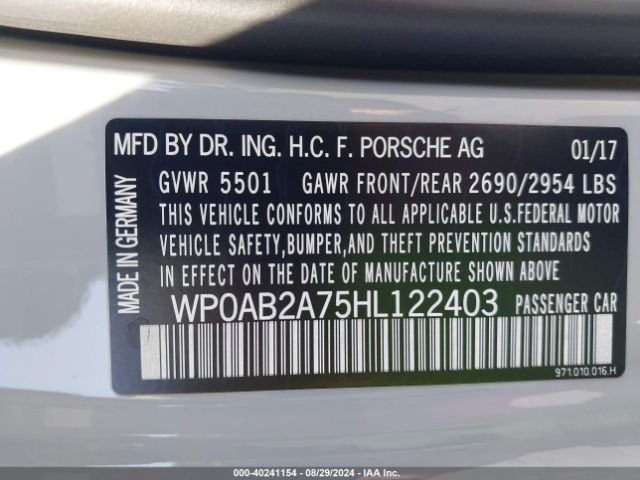 MFD BY DR. ING. H.C. F. PORSCHE AG 01/17
GVWR 5501 GAWR FRONT/REAR 2690/2954 LBS
THIS VEHICLE CONFORMS TO ALL APPLICABLE U.S.FEDERAL MOTOR
VEHICLE SAFETY,BUMPER,AND THEFT PREVENTION STANDARDS
IN EFFECT ON THE DATE OF MANUFACTURE SHOWN ABOVE
MADE IN GERMANY
WP0AB2A75HL122403 PASSENGER CAR
971.010.016.H
000-40241154 - 08/29/2024 - IAA Inc.